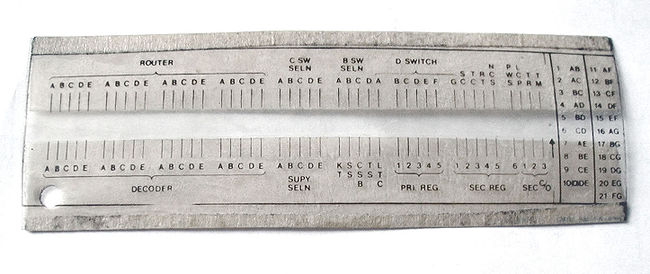 ROUTER C SW SELN B SW SELN D SWITCH
N P L
S T R C W C T T
A B C D E A B C D E A B C D E A B C D E A B C D E A B C D A B C D E F G C C T S S P R M
A B C D E A B C D E A B C D E A B C D E A B C D E K S C T L 1 2 3 4 5 1 2 3 4 5 6 1 2 3
T S S S T
B C
DECODER SUPY SELN PRI REG SEC REG SEC C/O
1 AB 11 AF
2 AC 12 BF
3 BC 13 CF
4 AD 14 DF
5 BD 15 EF
6 CD 16 AG
7 AE 17 BG
8 BE 18 CG
9 CE 19 DG
10 DE 20 EG
21 FG